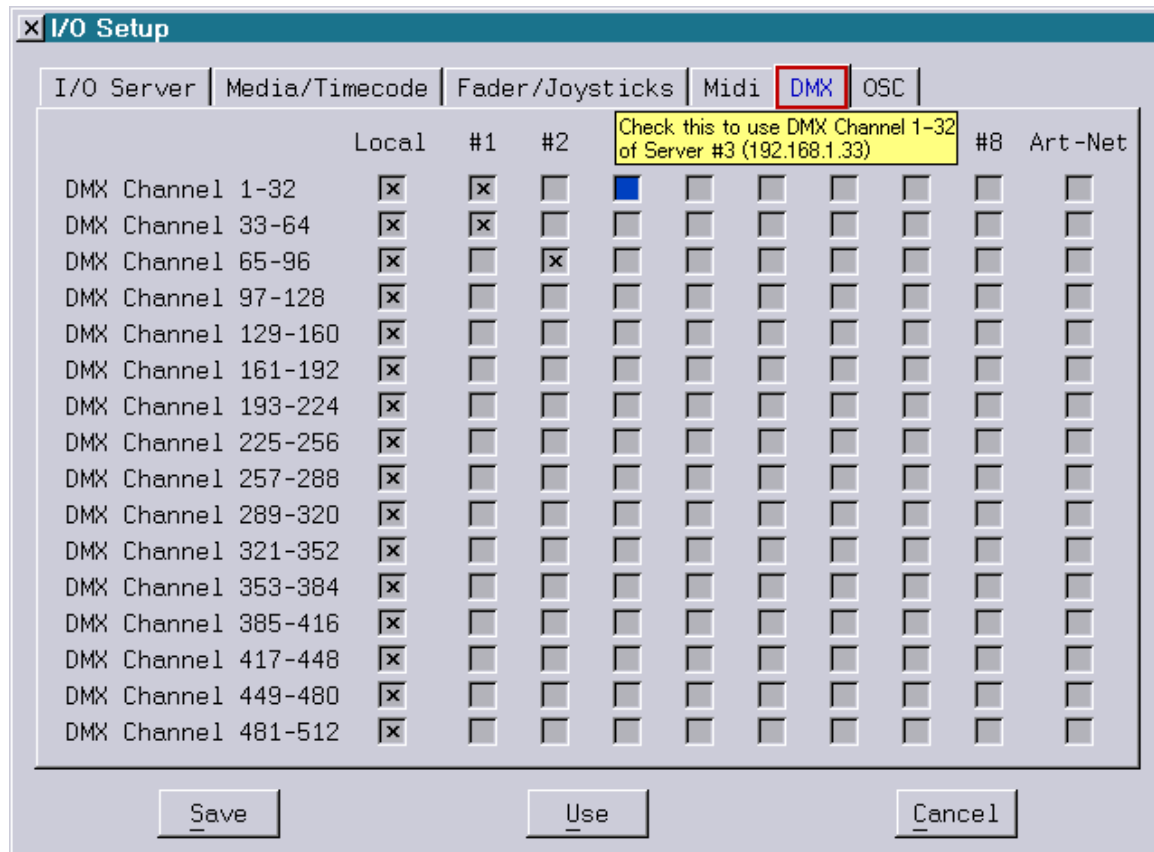 I/O Setup
I/O Server Media/Timecode Fader/Joysticks Midi DMX OSC
Check this to use DMX Channel 1-32
of Server #3 (192.168.1.33)
Local #1 #2 #8 Art-Net
DMX Channel 1-32
DMX Channel 33-64
DMX Channel 65-96
DMX Channel 97-128
DMX Channel 129-160
DMX Channel 161-192
DMX Channel 193-224
DMX Channel 225-256
DMX Channel 257-288
DMX Channel 289-320
DMX Channel 321-352
DMX Channel 353-384
DMX Channel 385-416
DMX Channel 417-448
DMX Channel 449-480
DMX Channel 481-512
Save Use Cancel